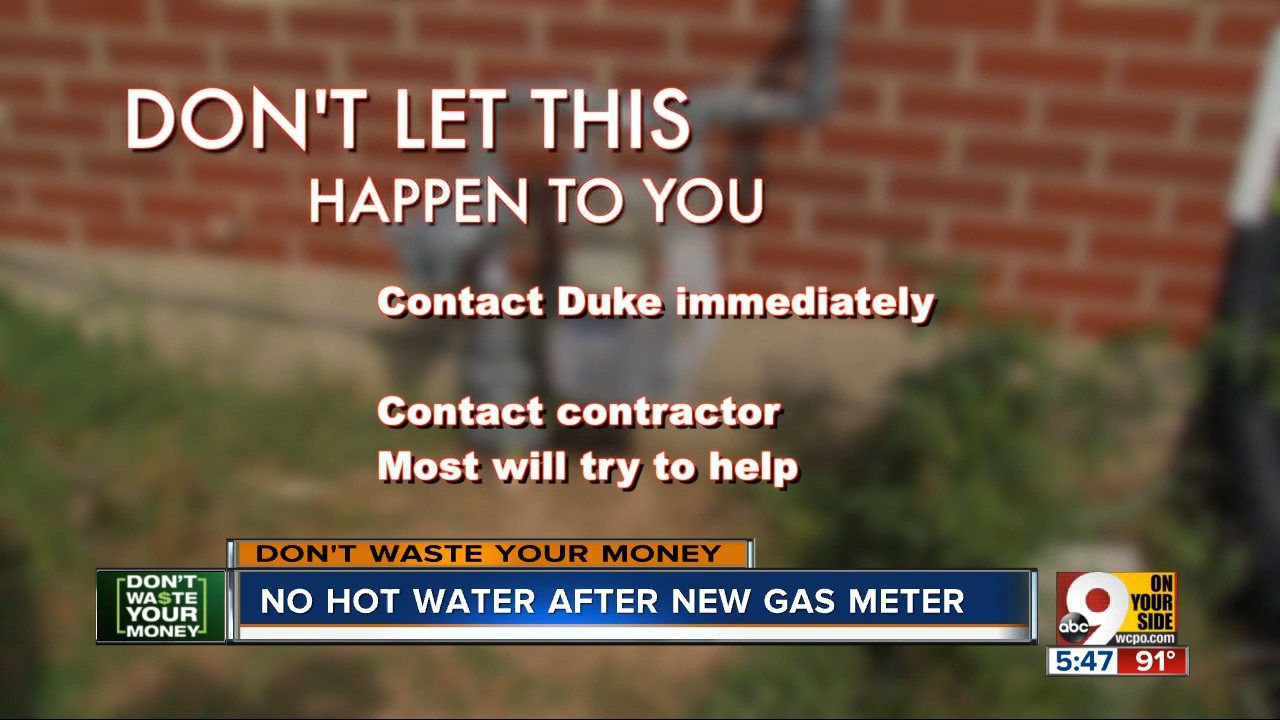 DON'T LET THIS
HAPPEN TO YOU
Contact Duke immediately
Contact contractor
Most will try to help
DON'T WASTE YOUR MONEY
DON'T
WA$TE
YOUR
MONEY
NO HOT WATER AFTER NEW GAS METER
abc
9
ON
YOUR
SIDE
wcpo.com
5:47 91°